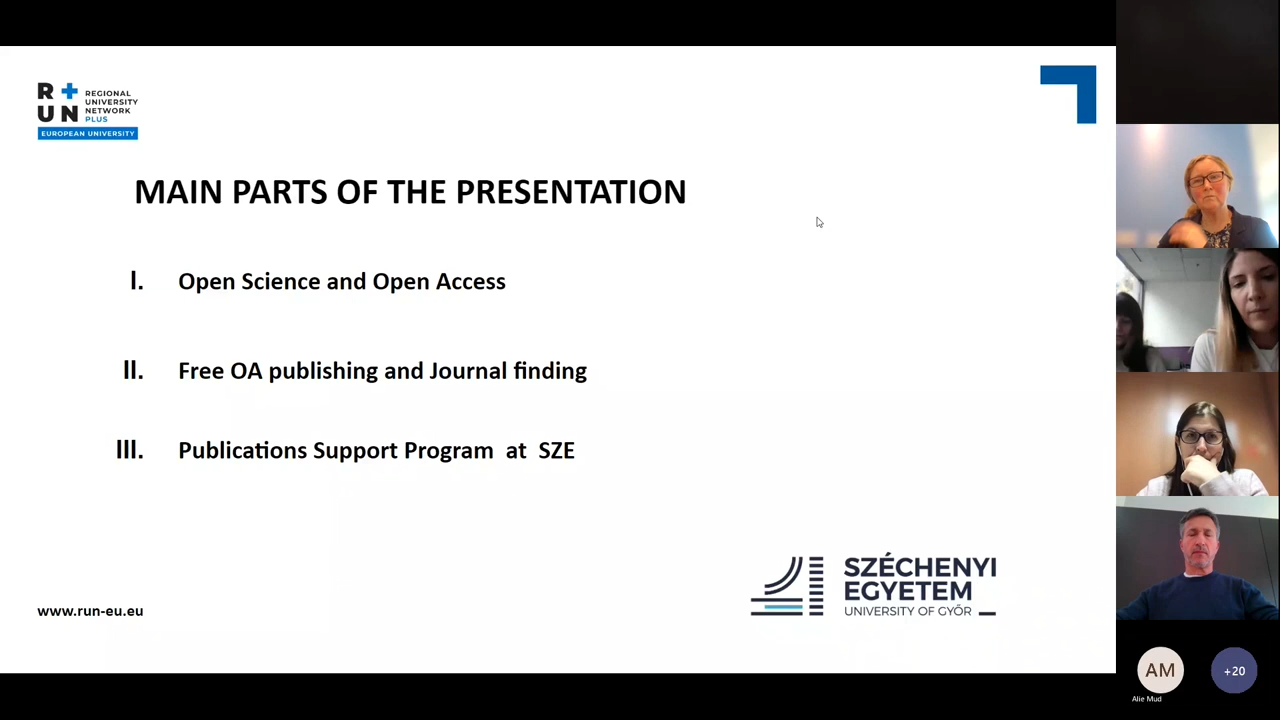 R+
UN
REGIONAL
UNIVERSITY
NETWORK
PLUS
EUROPEAN UNIVERSITY
MAIN PARTS OF THE PRESENTATION
I. Open Science and Open Access
II. Free OA publishing and Journal finding
III. Publications Support Program at SZE
www.run-eu.eu
SZÉCHENYI
EGYETEM
UNIVERSITY OF GYŐR
AM
Alie Mud
+20